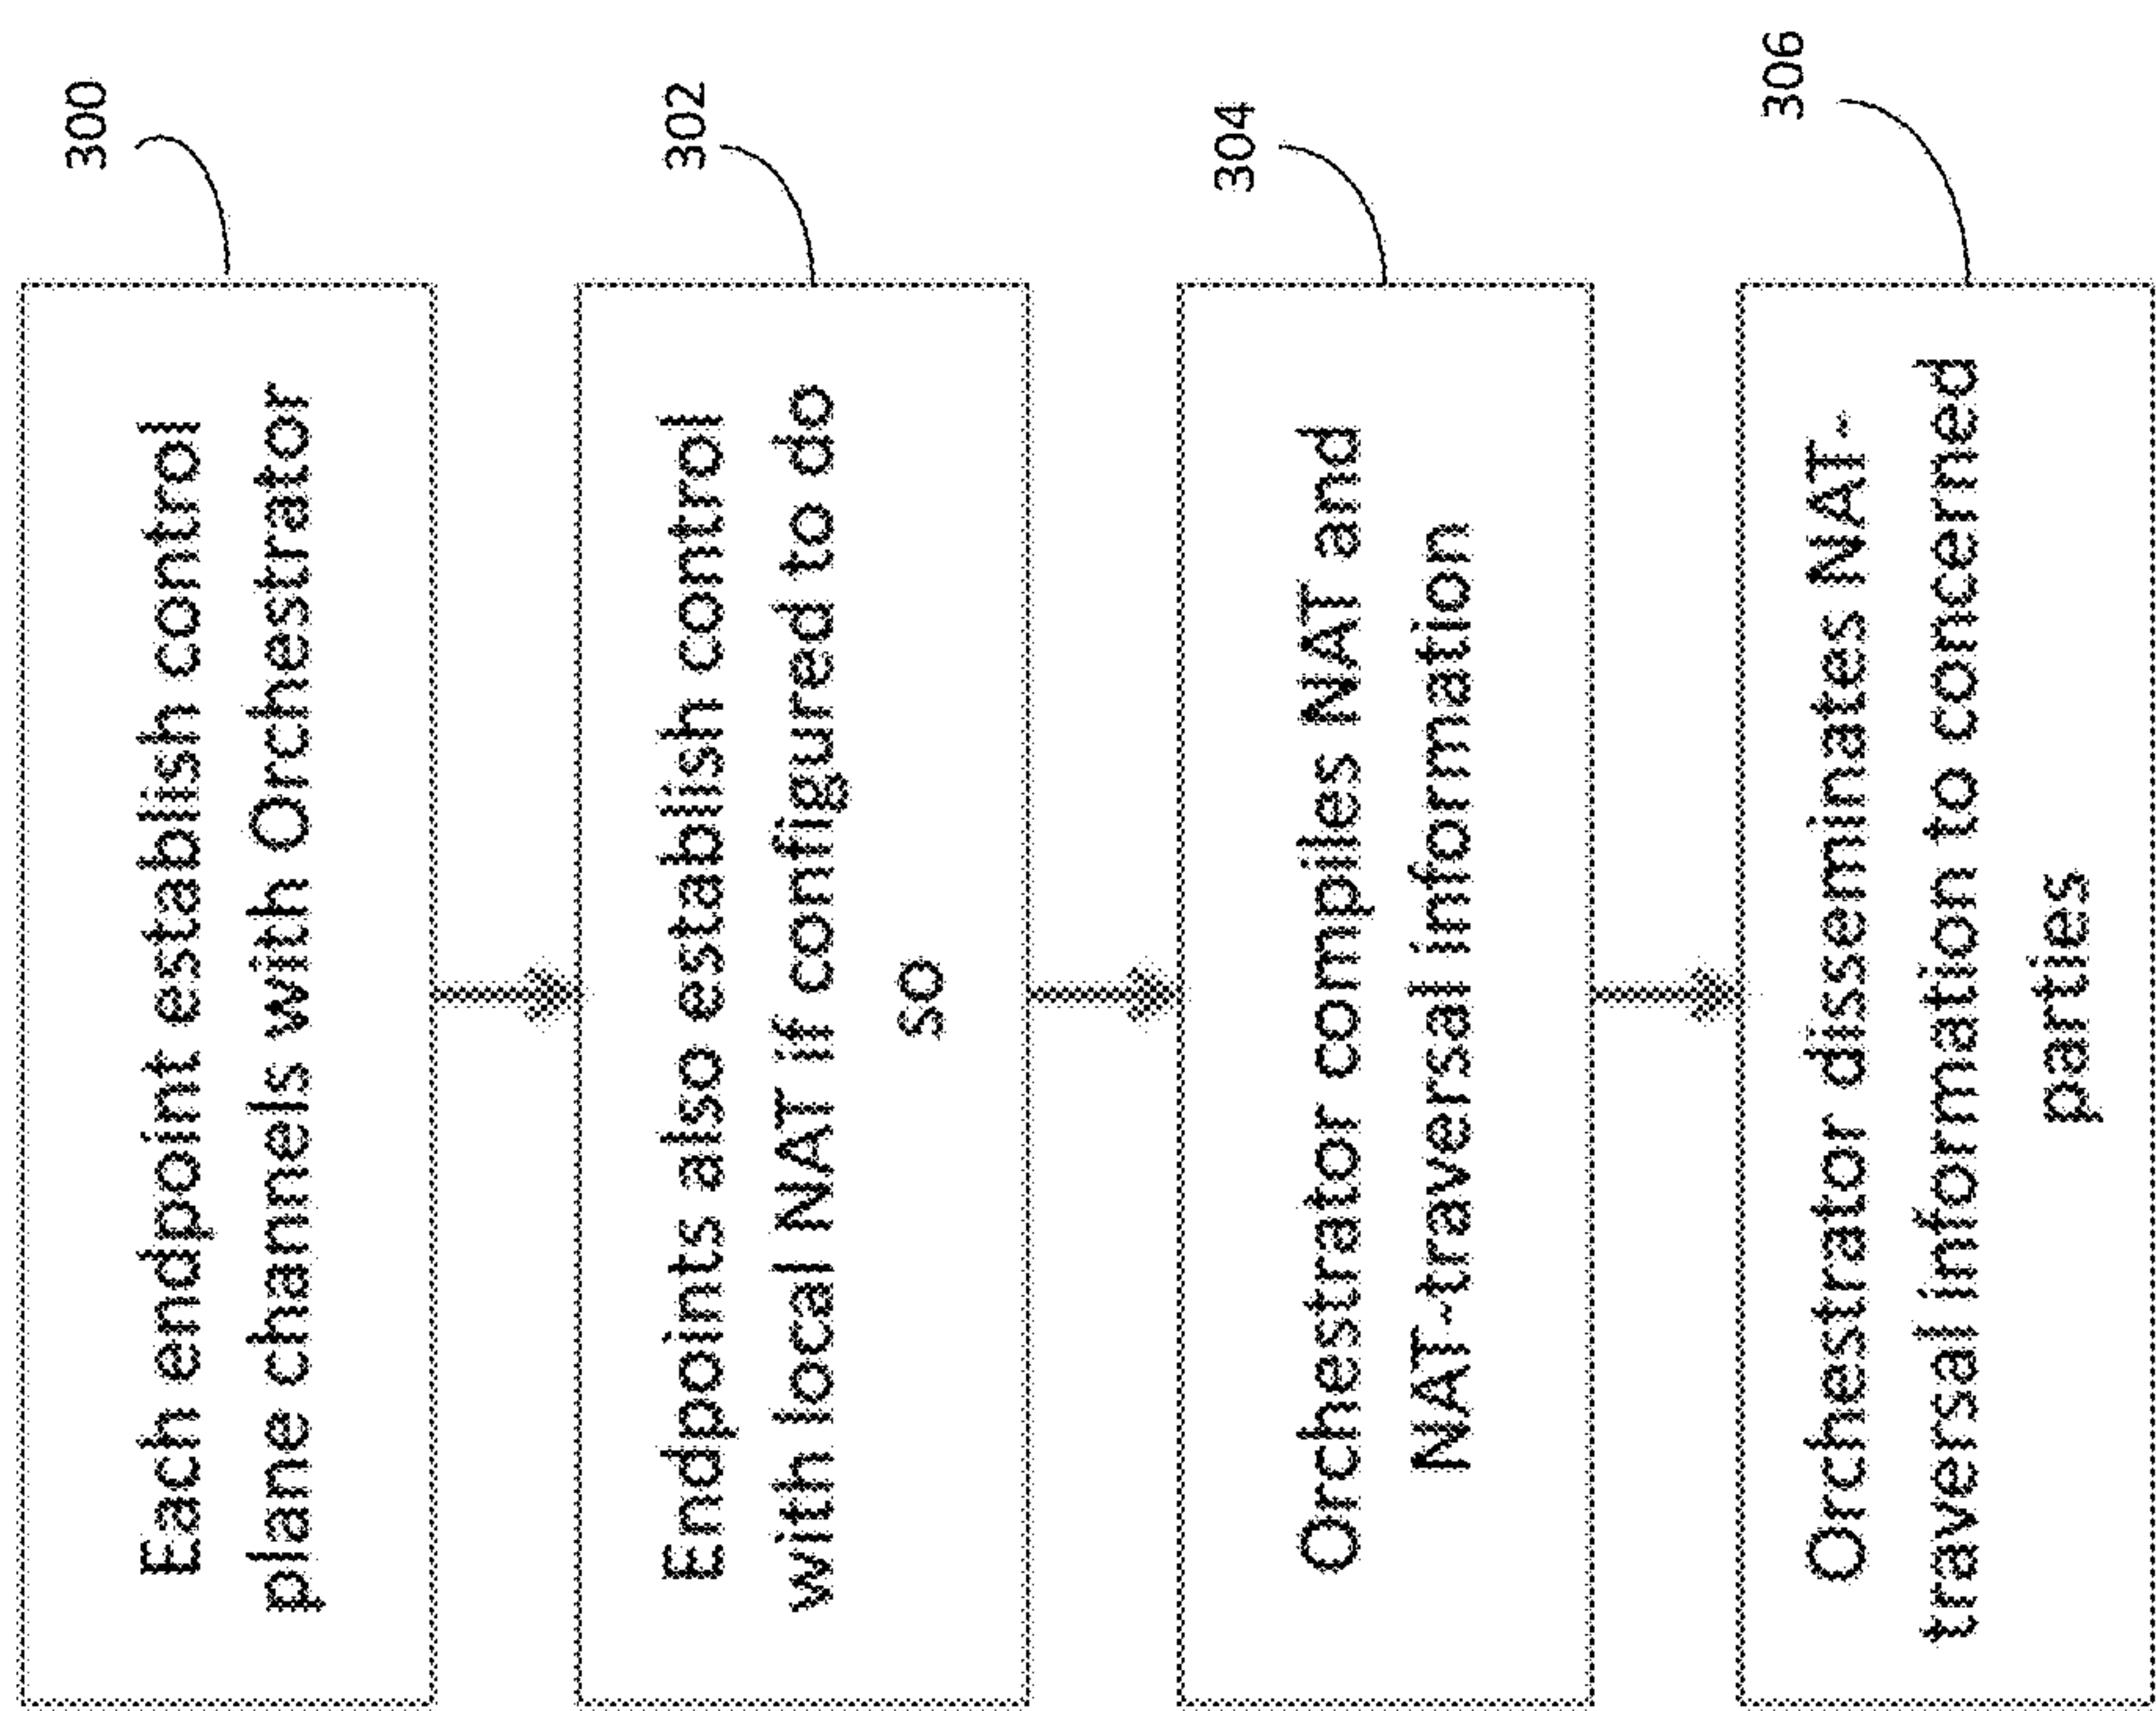 300
Each endpoint establish control
plane channels with Orchestrator
302
Endpoints also establish control
with local NAT if configured to do
so
304
Orchestrator compiles NAT and
NAT-traversal information
306
Orchestrator disseminates NAT-
traversal information to concerned
parties